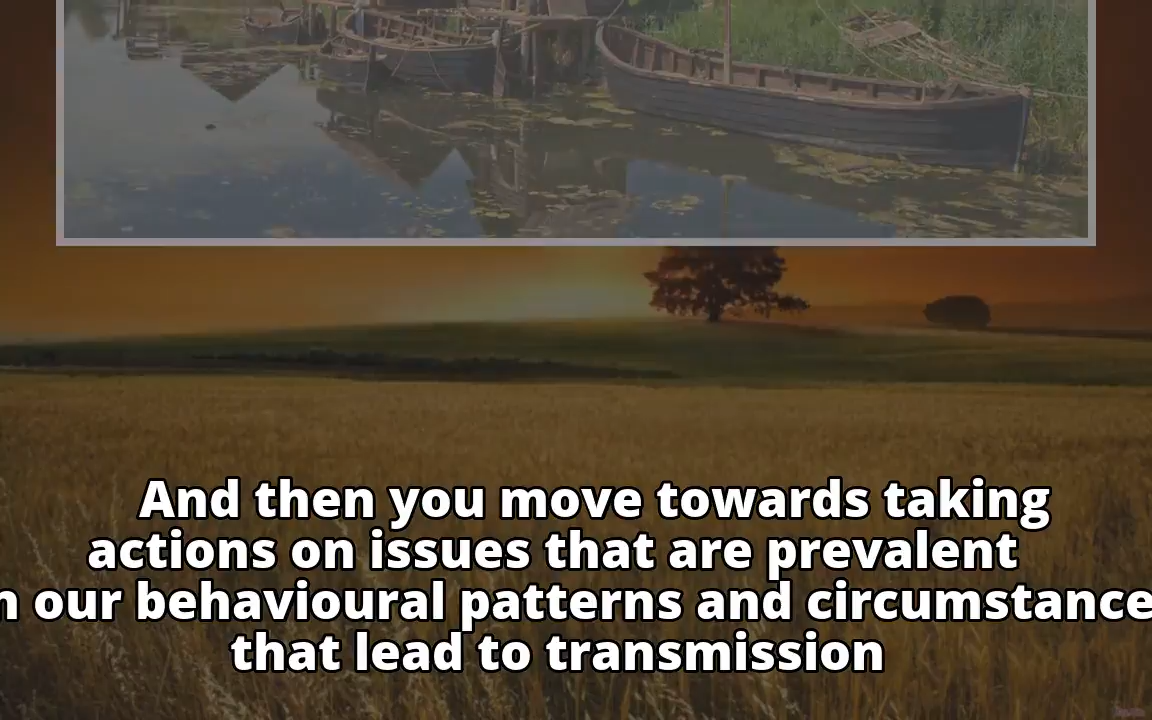 And then you move towards taking
actions on issues that are prevalent
our behavioural patterns and circumstance
that lead to transmission